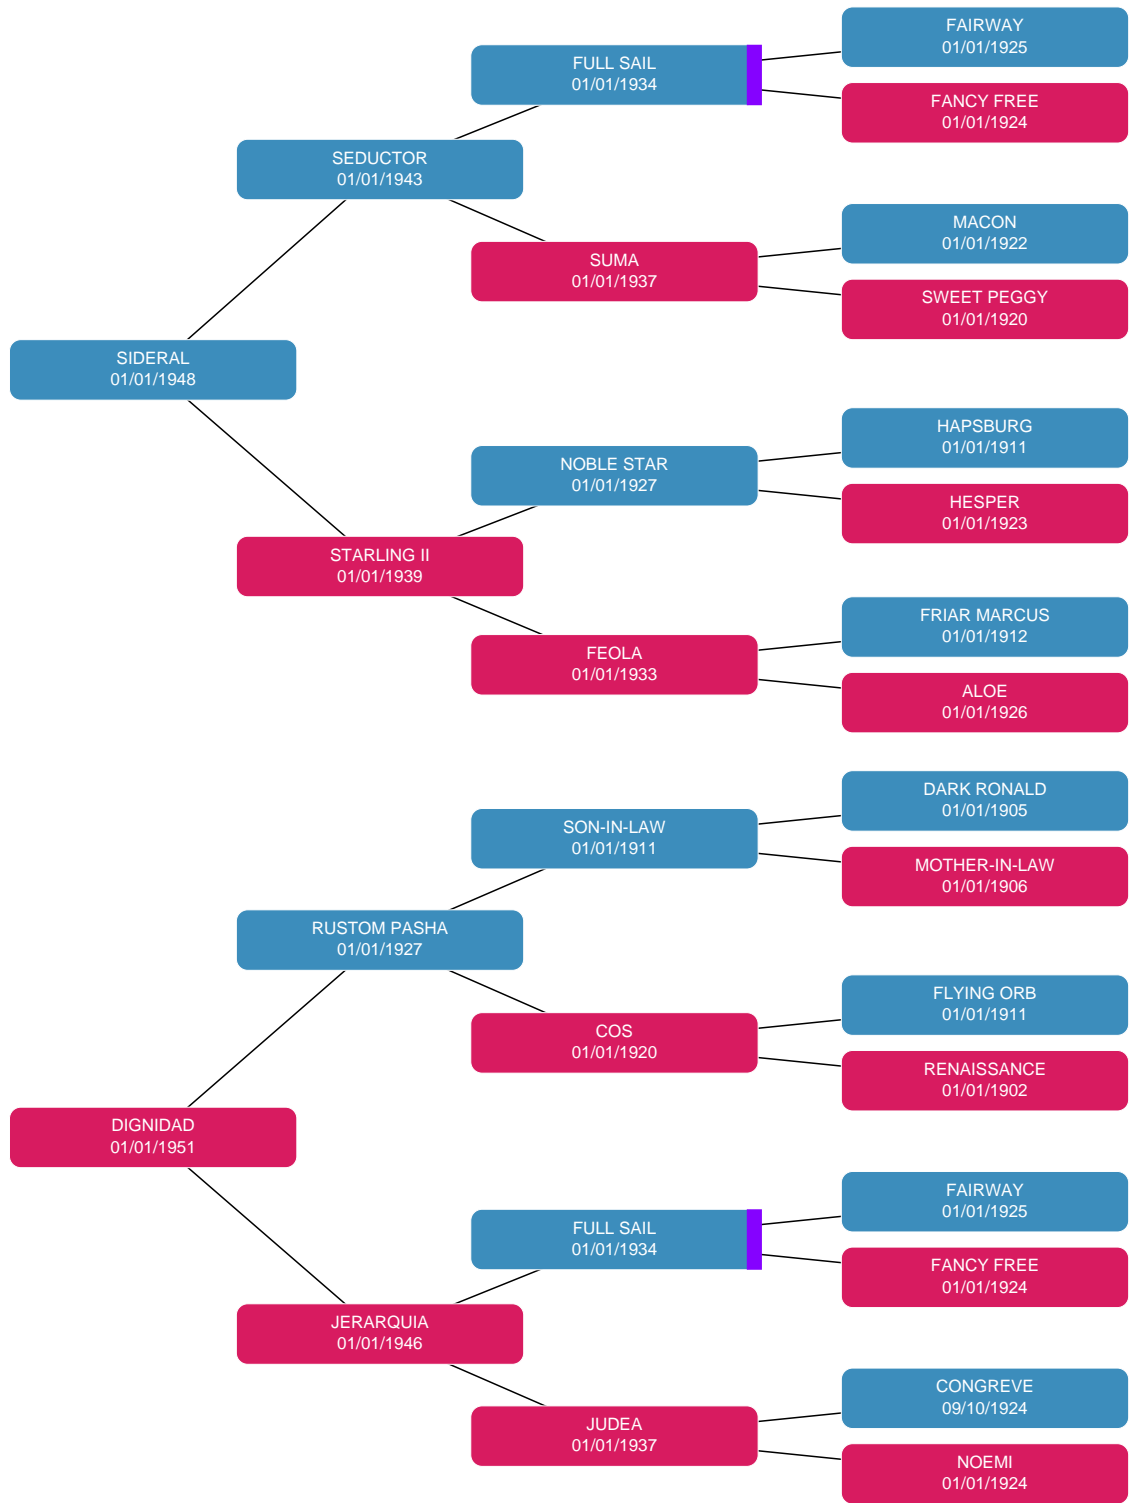 FAIRWAY
01/01/1925
FULL SAIL
01/01/1934
FANCY FREE
01/01/1924
SEDUCTOR
01/01/1943
MACON
01/01/1922
SUMA
01/01/1937
SWEET PEGGY
01/01/1920
SIDERAL
01/01/1948
HAPSBURG
01/01/1911
NOBLE STAR
01/01/1927
HESPER
01/01/1923
STARLING II
01/01/1939
FRIAR MARCUS
01/01/1912
FEOLA
01/01/1933
ALOE
01/01/1926
DARK RONALD
01/01/1905
SON-IN-LAW
01/01/1911
MOTHER-IN-LAW
01/01/1906
RUSTOM PASHA
01/01/1927
FLYING ORB
01/01/1911
COS
01/01/1920
RENAISSANCE
01/01/1902
DIGNIDAD
01/01/1951
FAIRWAY
01/01/1925
FULL SAIL
01/01/1934
FANCY FREE
01/01/1924
JERARQUIA
01/01/1946
CONGREVE
09/10/1924
JUDEA
01/01/1937
NOEMI
01/01/1924